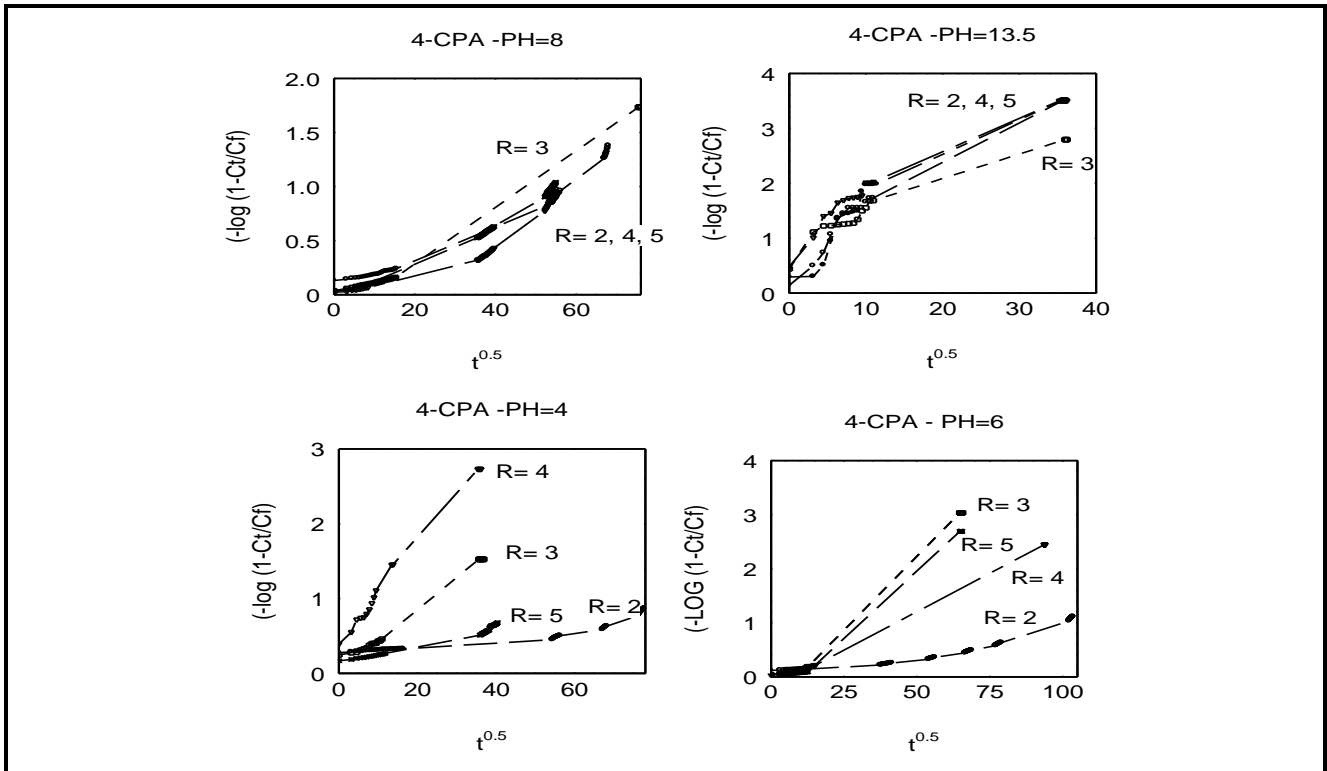 4-CPA -PH=8
2.0
1.5
1.0
0.5
0
(-log (1-Ct/Cf)
R= 3
R= 2, 4, 5
0 20 40 60
t^0.5
4-CPA -PH=13.5
4
3
2
1
0
(-log (1-Ct/Cf)
R= 2, 4, 5
R= 3
0 10 20 30 40
t^0.5
4-CPA -PH=4
3
2
1
0
(-log (1-Ct/Cf)
R= 4
R= 3
R= 5
R= 2
0 20 40 60
t^0.5
4-CPA - PH=6
4
3
2
1
0
(-LOG (1-Ct/Cf)
R= 3
R= 5
R= 4
R= 2
0 25 50 75 100
t^0.5